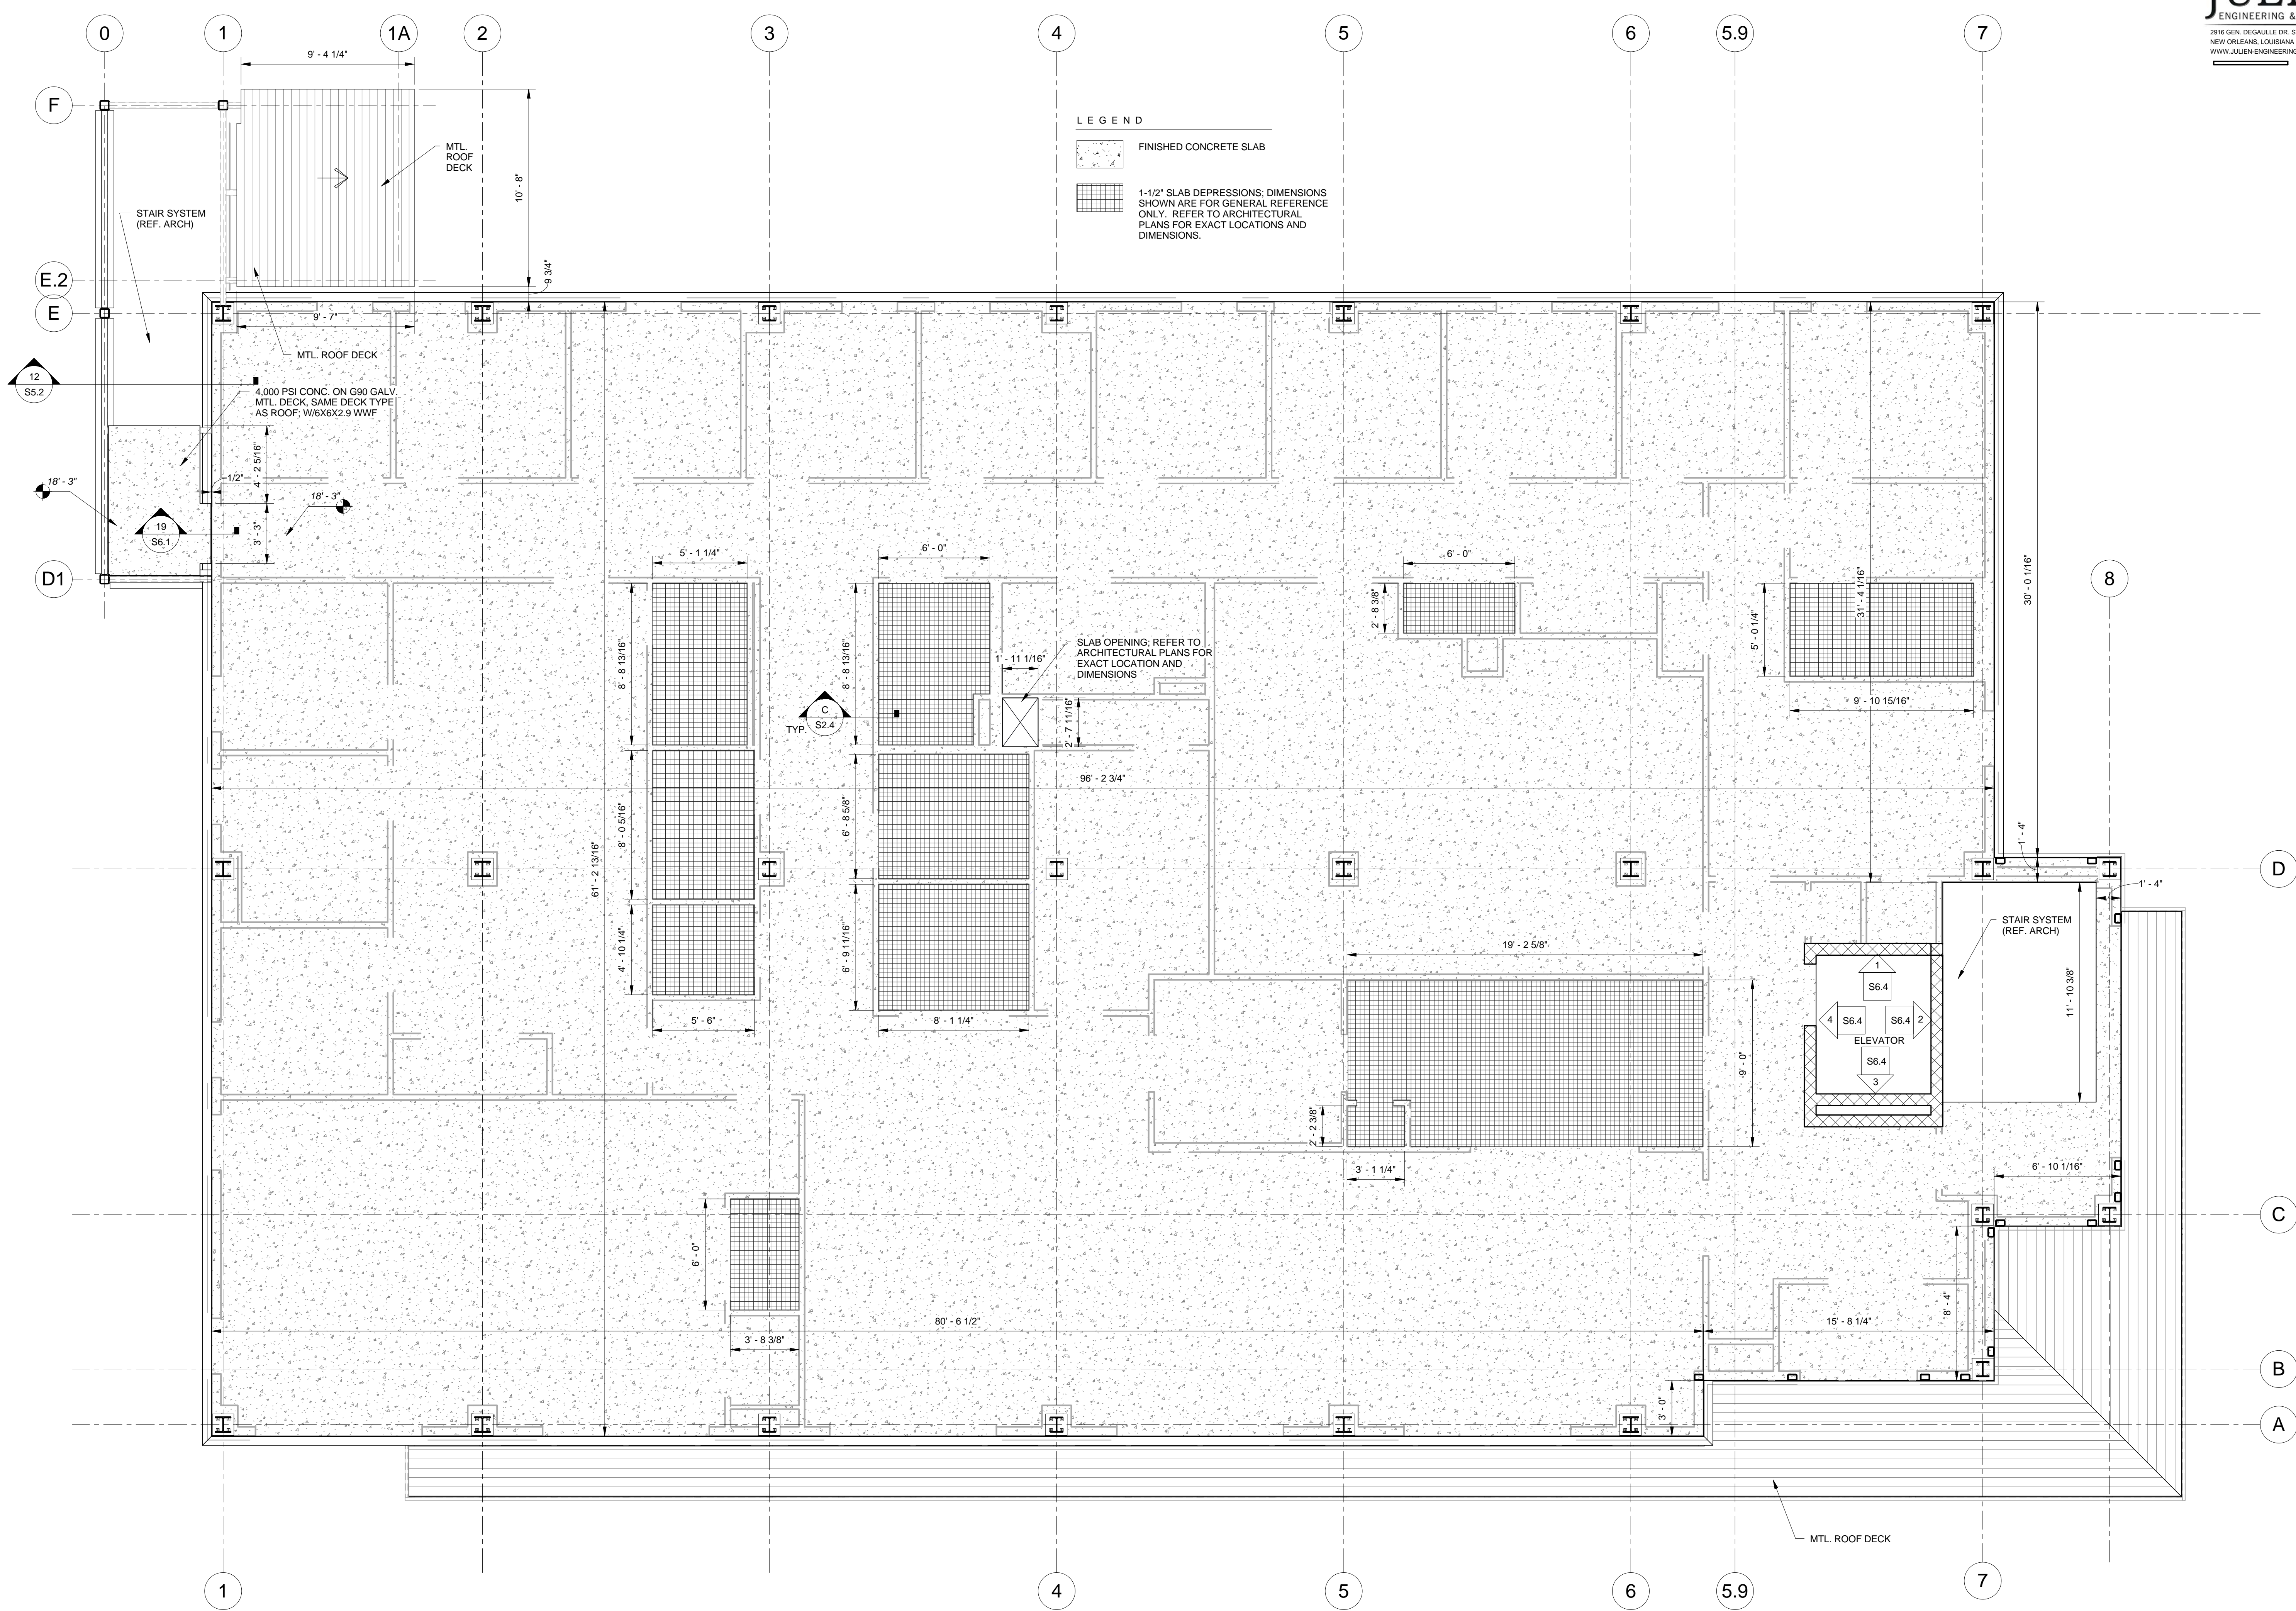 ENGINEERING &
2916 GEN. DEGAULLE DR.
NEW ORLEANS, LOUISIANA
0
1
1A
2
3
4
5
6
5.9
7
9' - 4 1/4"
F
MTL.
ROOF
DECK
10' - 8"
L E G E N D
FINISHED CONCRETE SLAB
1-1/2" SLAB DEPRESSIONS; DIMENSIONS
SHOWN ARE FOR GENERAL REFERENCE
ONLY. REFER TO ARCHITECTURAL
PLANS FOR EXACT LOCATIONS AND
DIMENSIONS.
STAIR SYSTEM
(REF. ARCH)
E.2
9 3/4"
E
9' - 7"
MTL. ROOF DECK
12
S5.2
4,000 PSI CONC. ON G90 GALV.
MTL. DECK, SAME DECK TYPE
AS ROOF; W/6X6X2.9 WWF
4' - 2 5/16"
1/2"
18' - 3"
18' - 3"
19
S6.1
3' - 3"
D1
5' - 1 1/4"
6' - 0"
6' - 0"
8
30' - 0 1/16"
31' - 4 1/16"
2' - 8 3/8"
5' - 0 1/4"
8' - 8 13/16"
8' - 8 13/16"
SLAB OPENING; REFER TO
ARCHITECTURAL PLANS FOR
EXACT LOCATION AND
DIMENSIONS
1' - 11 1/16"
9' - 10 15/16"
C
S2.4
TYP.
2' - 7 11/16"
96' - 2 3/4"
8' - 0 5/16"
6' - 8 5/8"
61' - 2 13/16"
1' - 4"
D
1' - 4"
STAIR SYSTEM
(REF. ARCH)
4' - 10 1/4"
6' - 9 11/16"
19' - 2 5/8"
5' - 6"
8' - 1 1/4"
1
S6.4
4
S6.4
S6.4
2
ELEVATOR
S6.4
3
11' - 10 3/8"
9' - 0"
2' - 2 3/8"
3' - 1 1/4"
6' - 10 1/16"
C
6' - 0"
8' - 4"
80' - 6 1/2"
15' - 8 1/4"
3' - 8 3/8"
B
3' - 0"
A
MTL. ROOF DECK
1
4
5
6
5.9
7